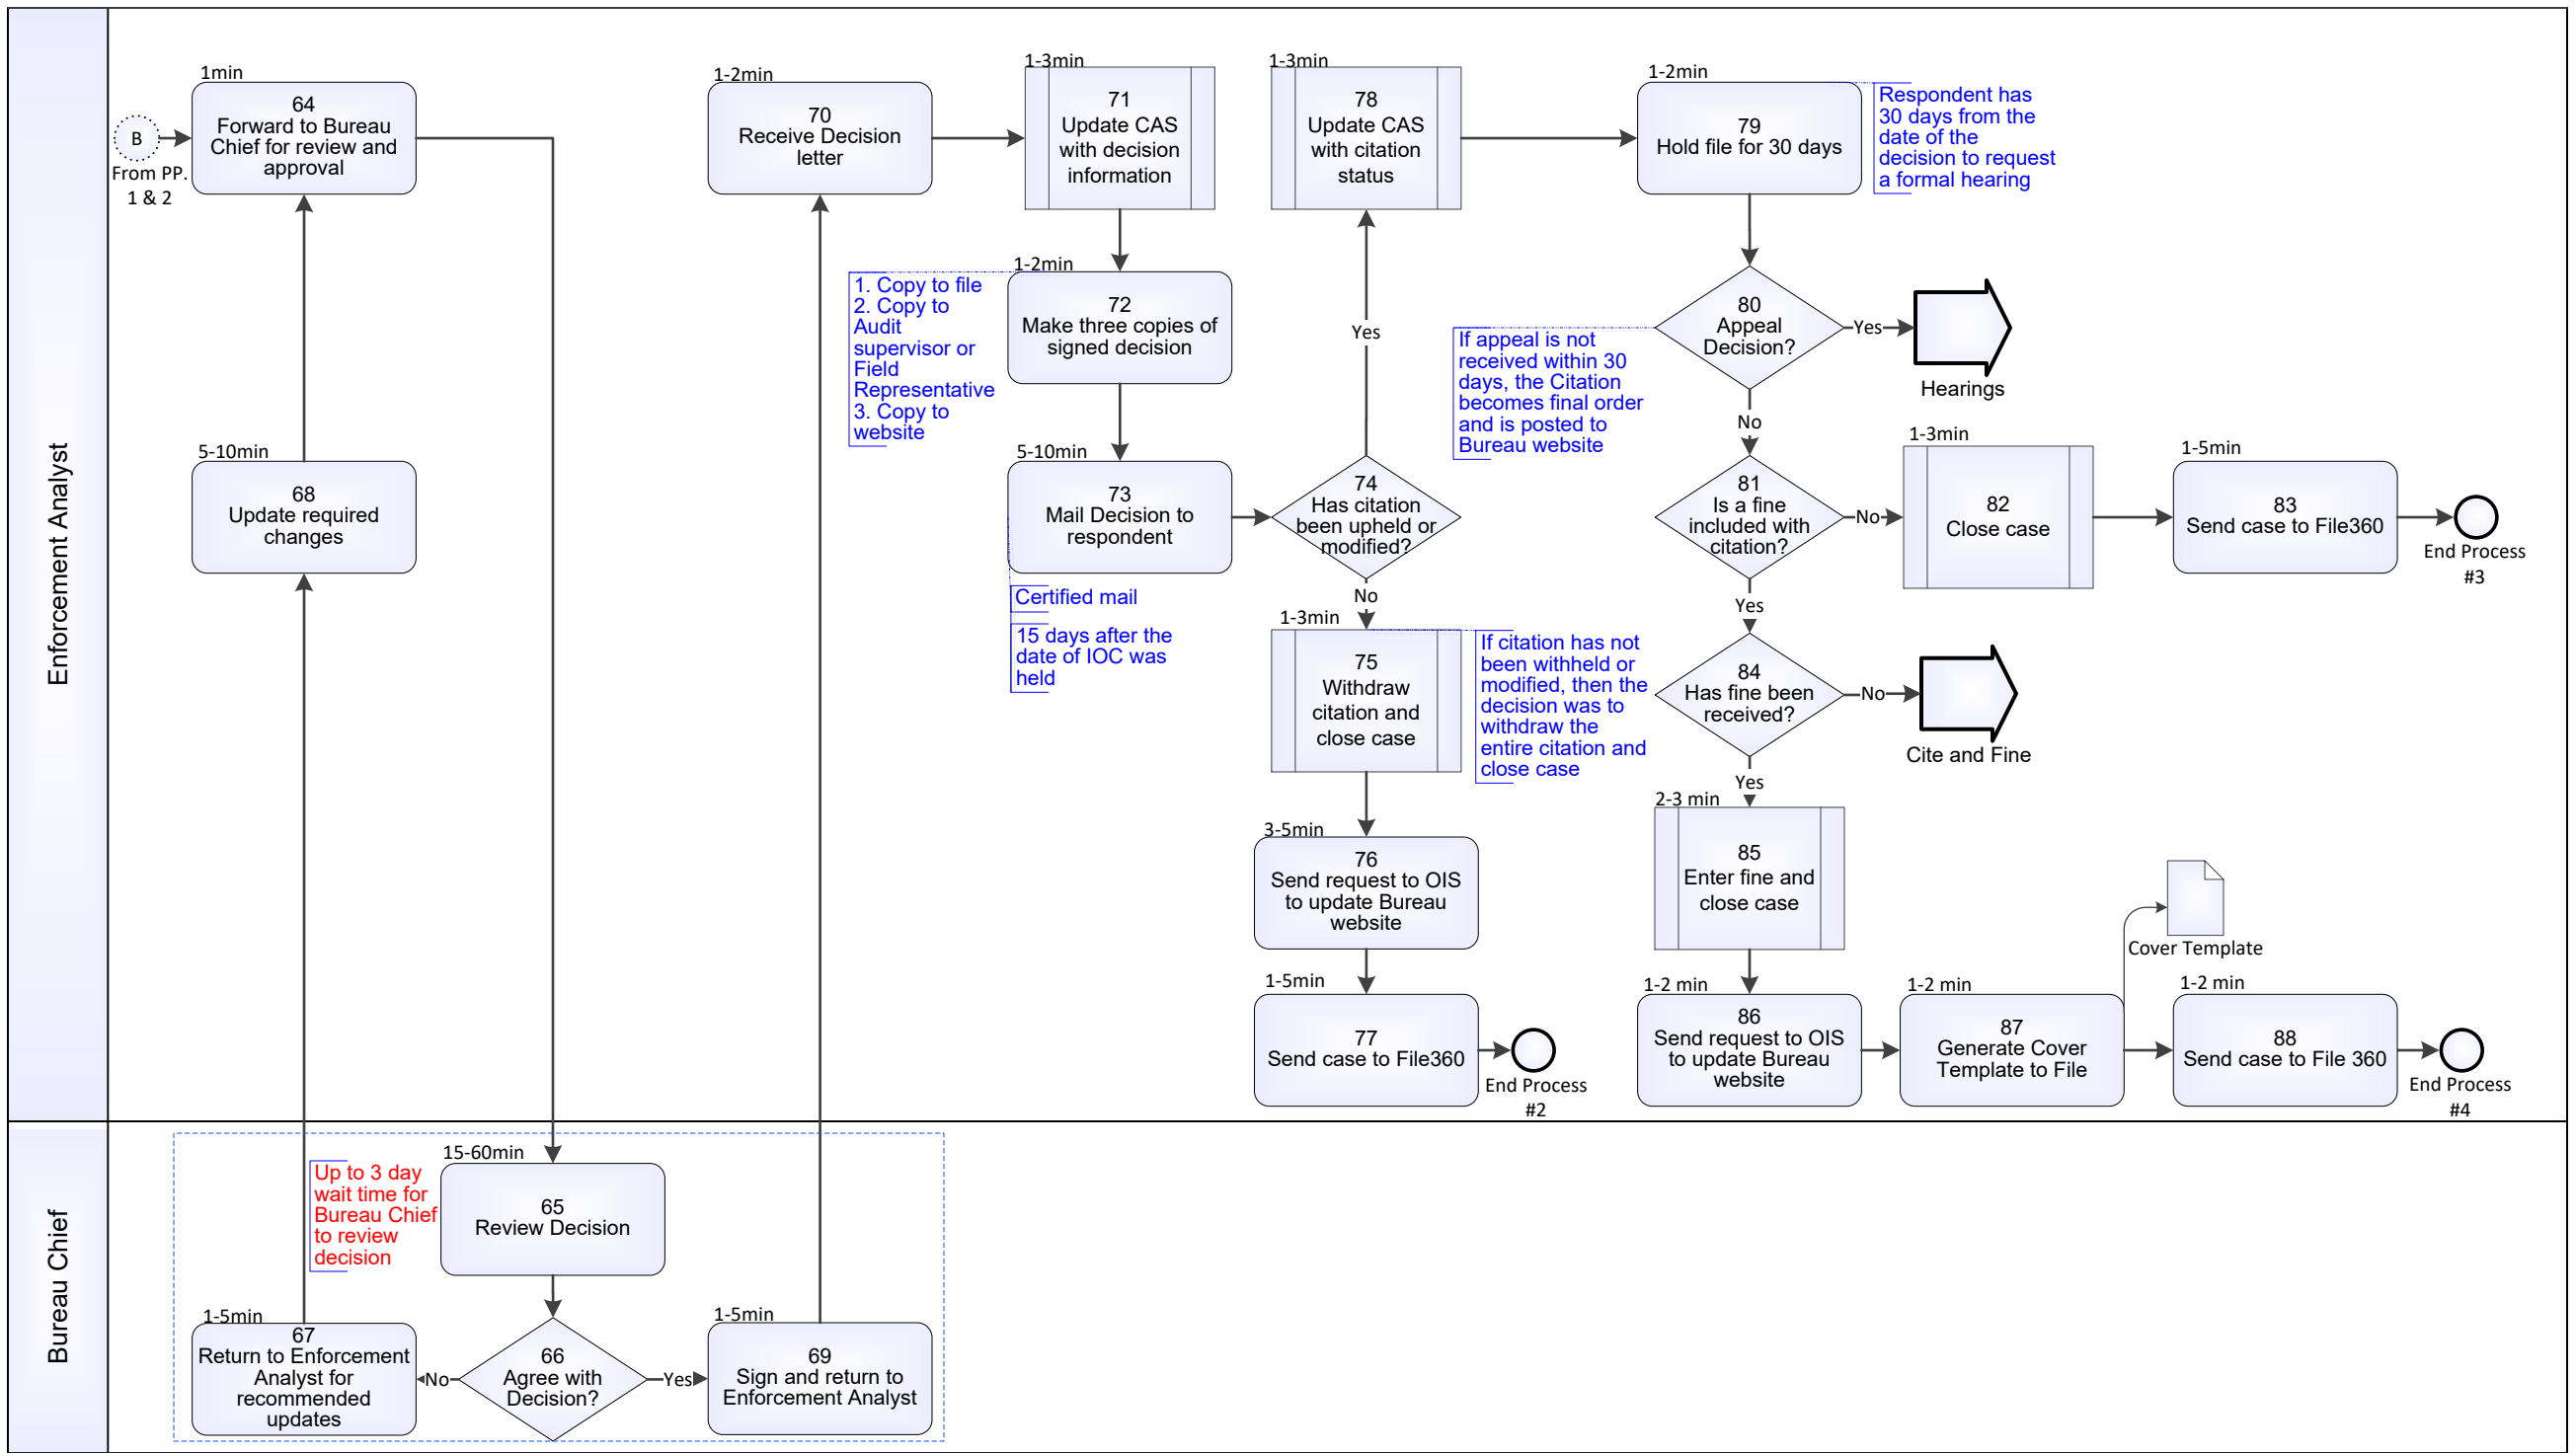 Enforcement Analyst
B
From PP.
1 & 2
1min
64
Forward to Bureau
Chief for review and
approval
5-10min
68
Update required
changes
1-2min
70
Receive Decision
letter
1-3min
71
Update CAS
with decision
information
1-2min
72
Make three copies of
signed decision
1. Copy to file
2. Copy to
Audit
supervisor or
Field
Representative
3. Copy to
website
5-10min
73
Mail Decision to
respondent
Certified mail
15 days after the
date of IOC was
held
74
Has citation
been upheld or
modified?
Yes
No
1-3min
78
Update CAS
with citation
status
1-3min
75
Withdraw
citation and
close case
If citation has not
been withheld or
modified, then the
decision was to
withdraw the
entire citation and
close case
3-5min
76
Send request to OIS
to update Bureau
website
1-5min
77
Send case to File360
End Process
#2
1-2min
79
Hold file for 30 days
Respondent has
30 days from the
date of the
decision to request
a formal hearing
80
Appeal
Decision?
Yes
Hearings
No
If appeal is not
received within 30
days, the Citation
becomes final order
and is posted to
Bureau website
81
Is a fine
included with
citation?
No
1-3min
82
Close case
1-5min
83
Send case to File360
End Process
#3
Yes
84
Has fine been
received?
No
Cite and Fine
Yes
2-3 min
85
Enter fine and
close case
1-2 min
86
Send request to OIS
to update Bureau
website
1-2 min
87
Generate Cover
Template to File
Cover Template
1-2 min
88
Send case to File 360
End Process
#4
Bureau Chief
Up to 3 day
wait time for
Bureau Chief
to review
decision
15-60min
65
Review Decision
66
Agree with
Decision?
No
Yes
1-5min
67
Return to Enforcement
Analyst for
recommended
updates
1-5min
69
Sign and return to
Enforcement Analyst